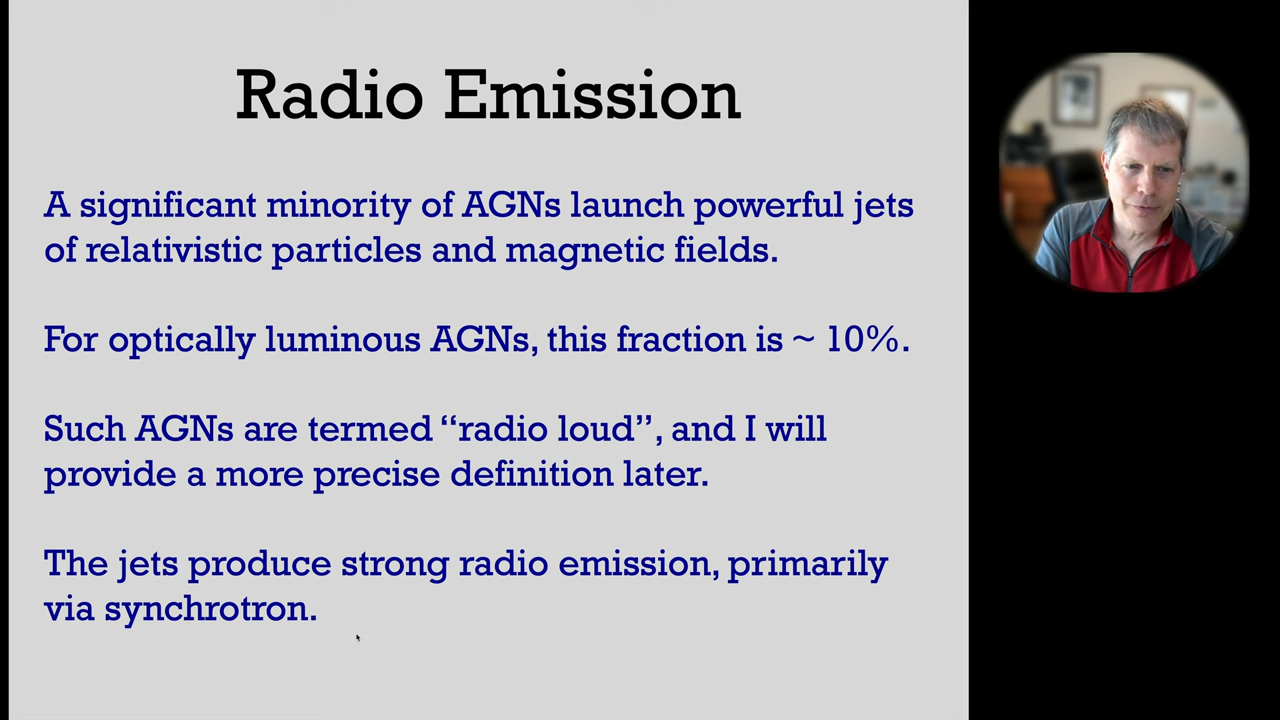 Radio Emission
A significant minority of AGNs launch powerful jets
of relativistic particles and magnetic fields.
For optically luminous AGNs, this fraction is ~ 10%.
Such AGNs are termed “radio loud”, and I will
provide a more precise definition later.
The jets produce strong radio emission, primarily
via synchrotron.